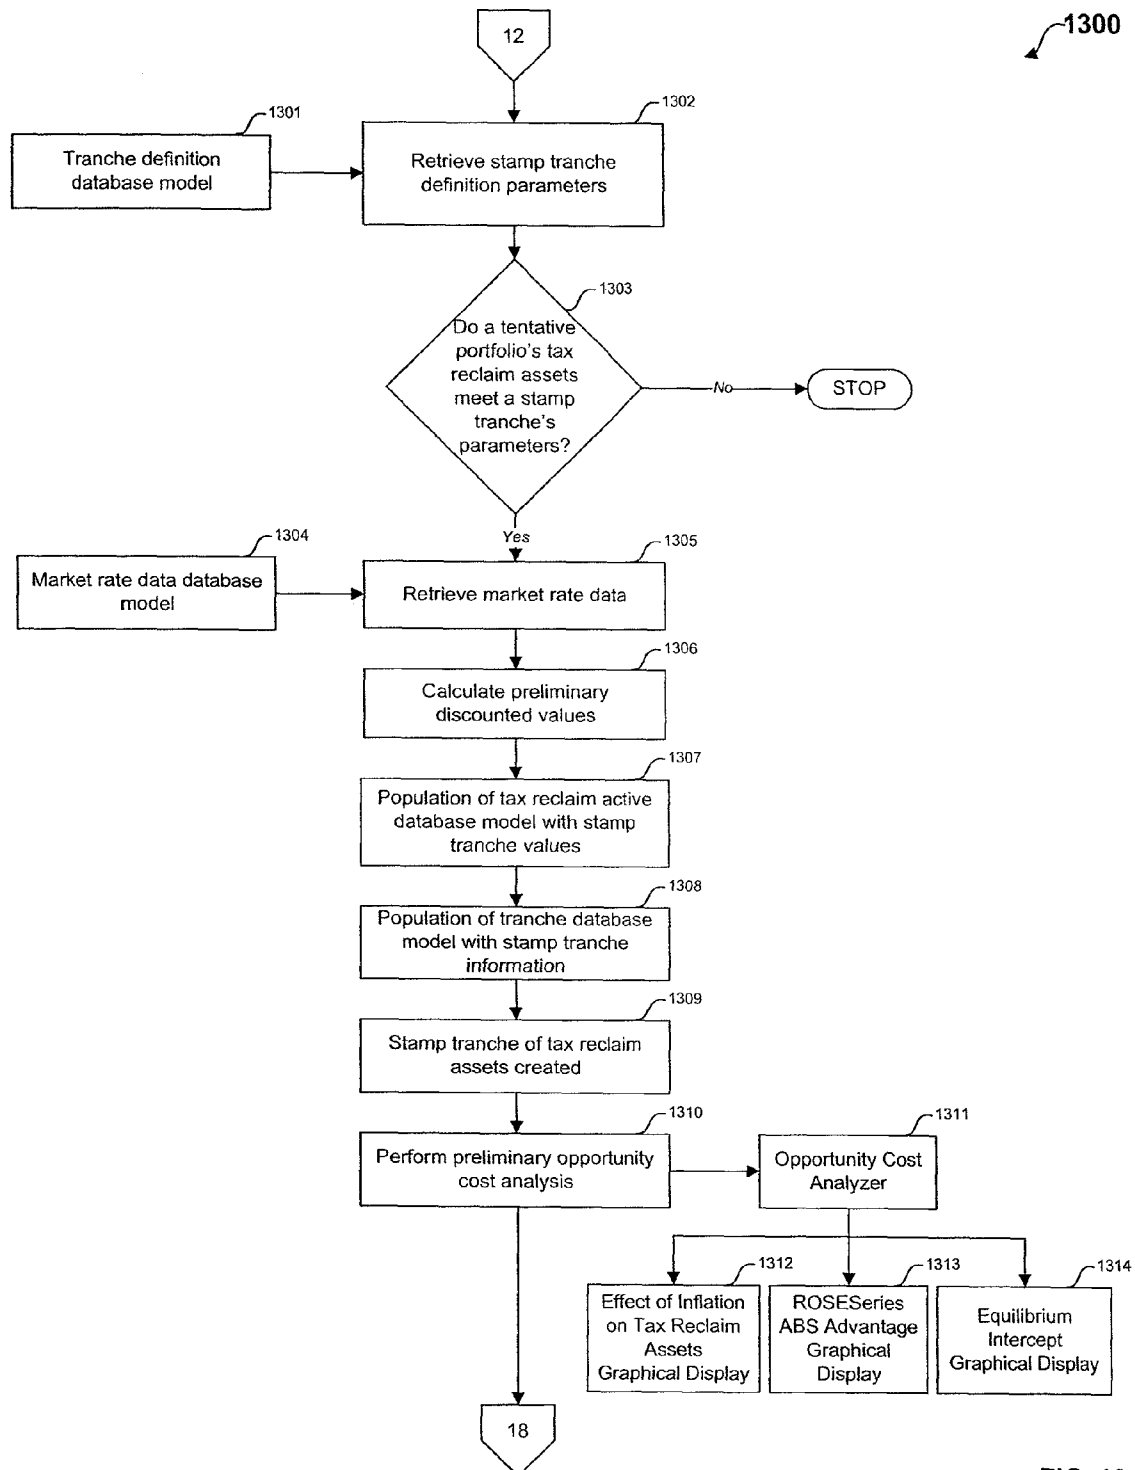 1300
12
1301
Tranche definition
database model
1302
Retrieve stamp tranche
definition parameters
1303
Do a tentative
portfolio's tax
reclaim assets
meet a stamp
tranche's
parameters?
No
STOP
Yes
1304
Market rate data database
model
1305
Retrieve market rate data
1306
Calculate preliminary
discounted values
1307
Population of tax reclaim active
database model with stamp
tranche values
1308
Population of tranche database
model with stamp tranche
information
1309
Stamp tranche of tax reclaim
assets created
1310
Perform preliminary opportunity
cost analysis
1311
Opportunity Cost
Analyzer
1312
Effect of Inflation
on Tax Reclaim
Assets
Graphical Display
1313
ROSESeries
ABS Advantage
Graphical
Display
1314
Equilibrium
Intercept
Graphical Display
18